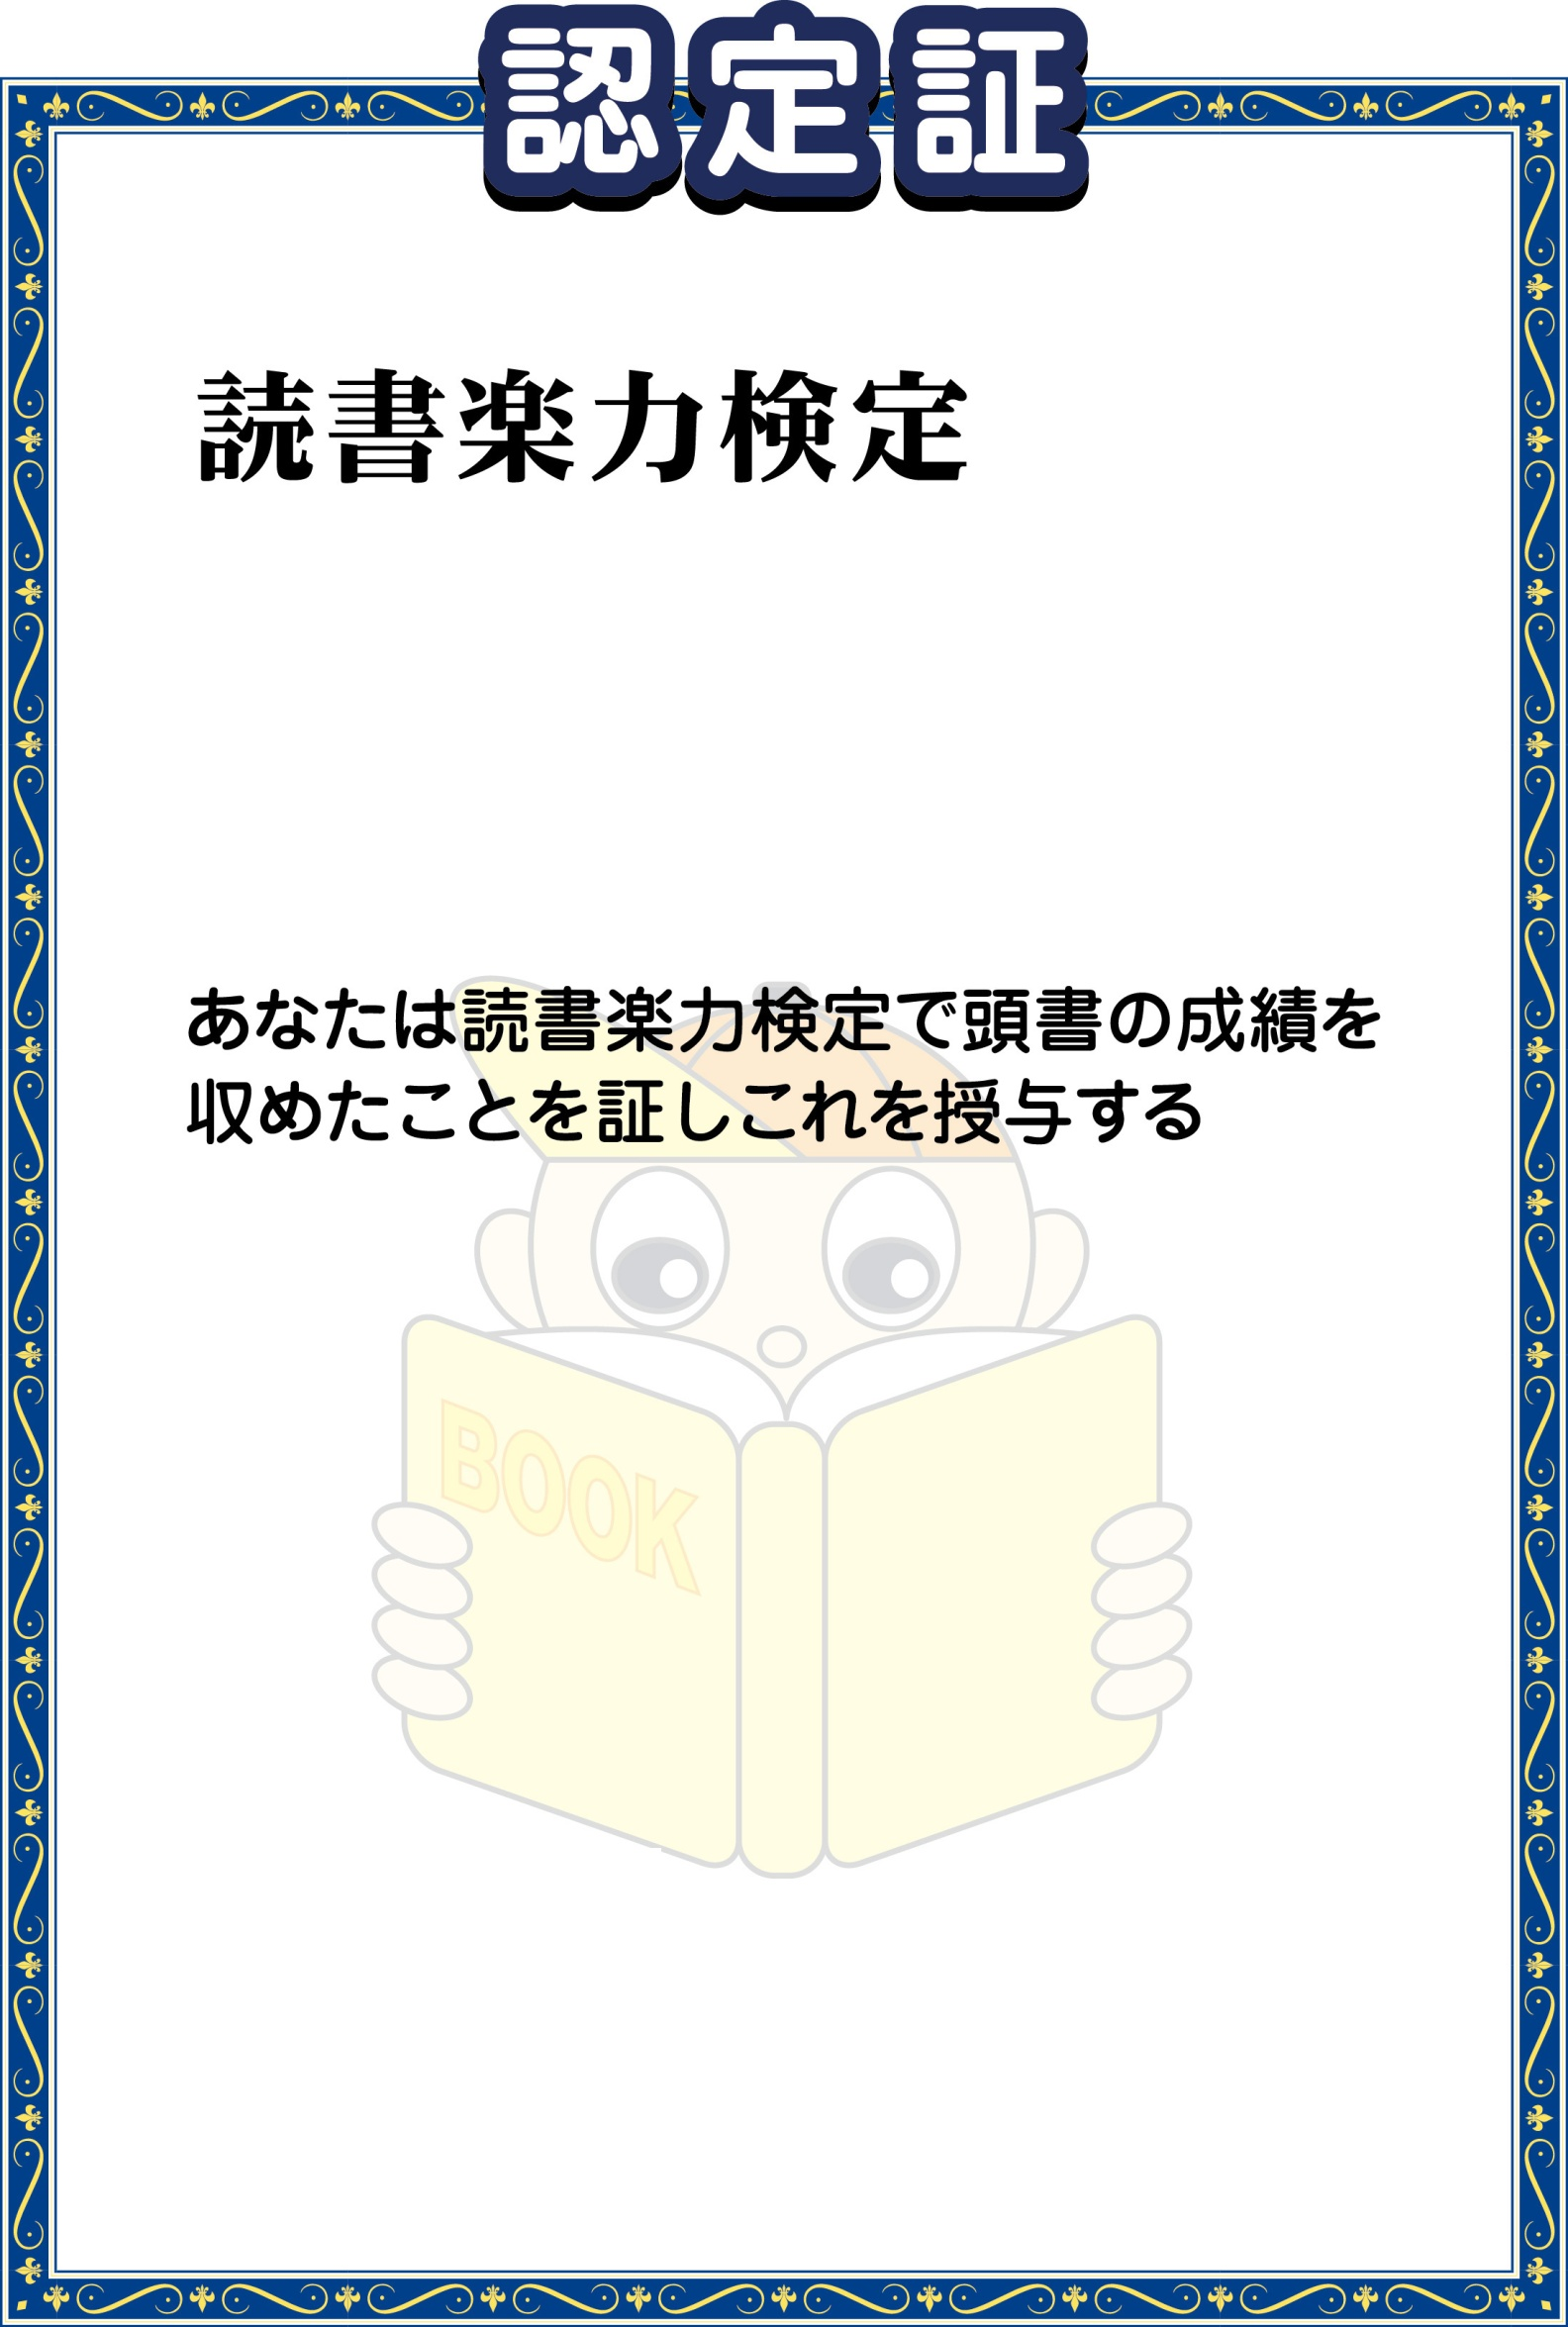 認定証
読書楽力検定
あなたは読書楽力検定で頭書の成績を
収めたことを証しこれを授与する
BOOK